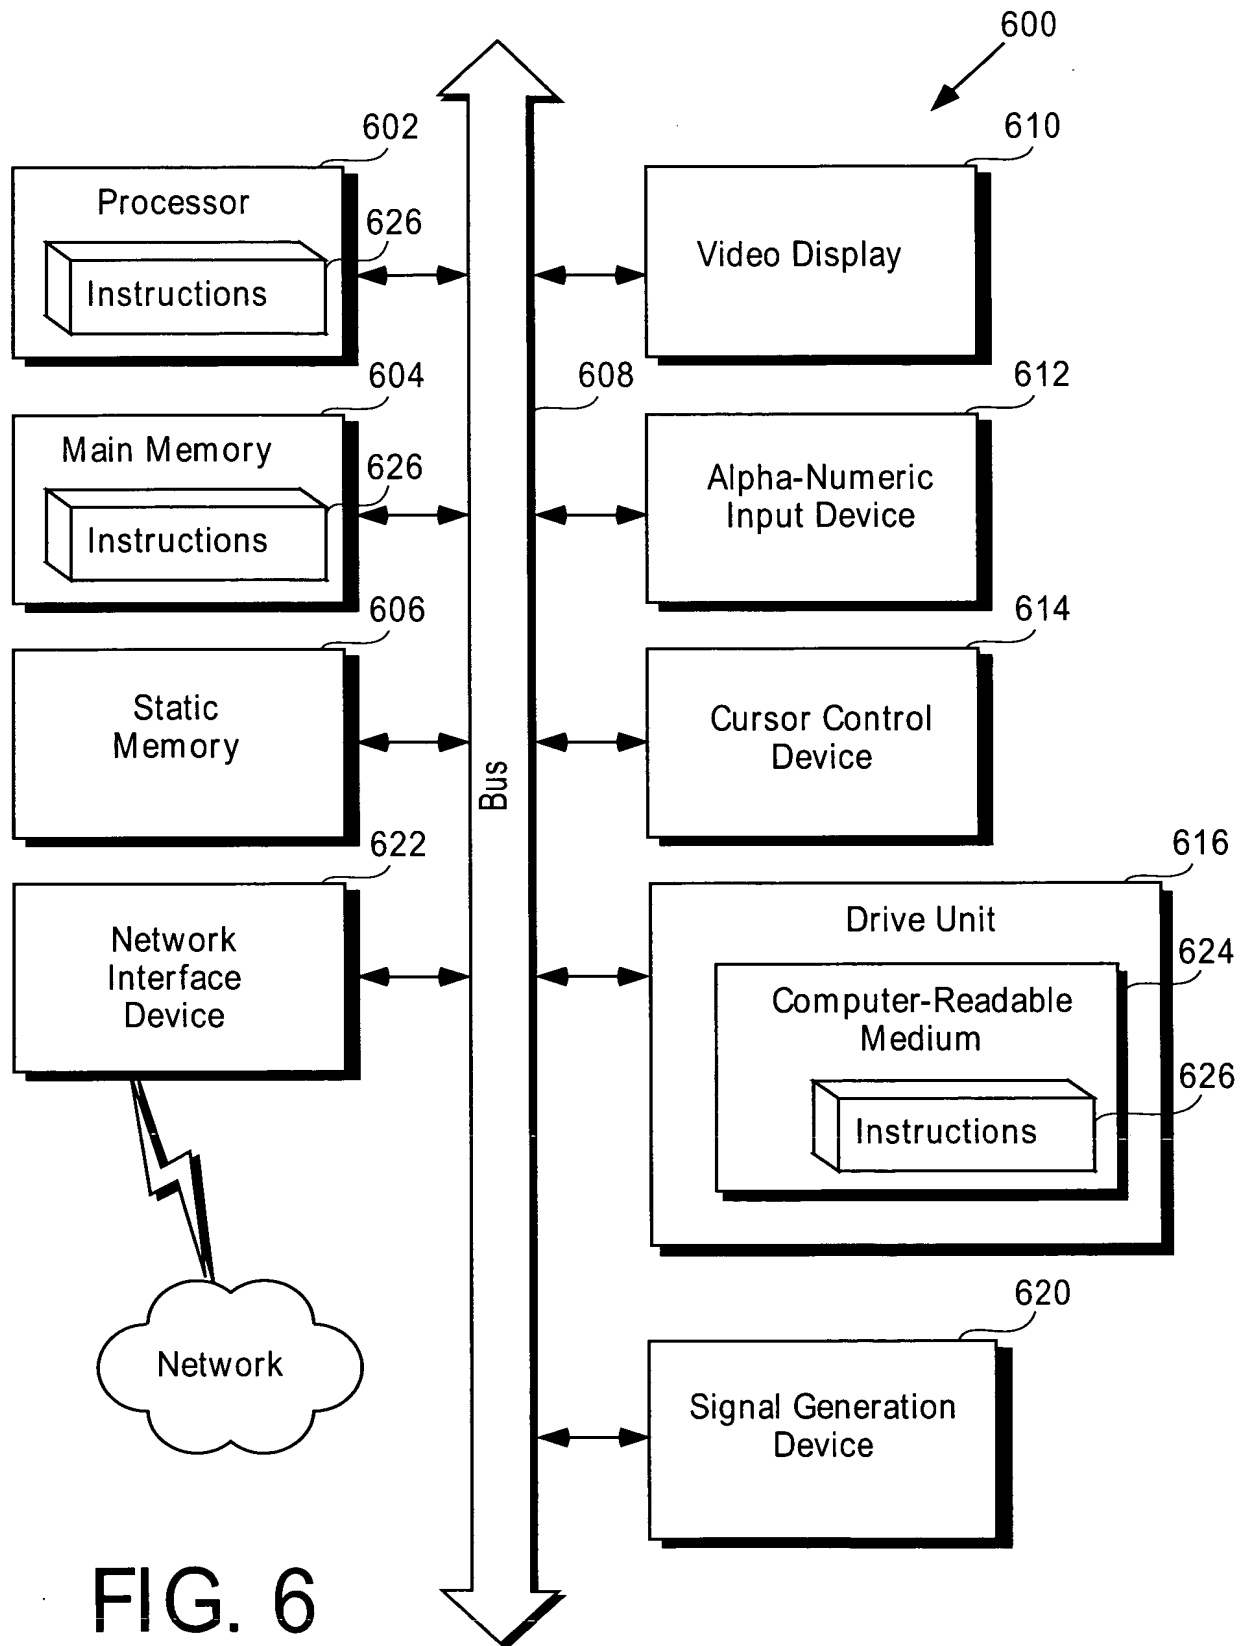 600
602
610
Processor
626
Instructions
Video Display
604
608
612
Main Memory
626
Instructions
Alpha-Numeric
Input Device
606
614
Static
Memory
Cursor Control
Device
Bus
622
616
Network
Interface
Device
Drive Unit
624
Computer-Readable
Medium
626
Instructions
Network
620
Signal Generation
Device
FIG. 6